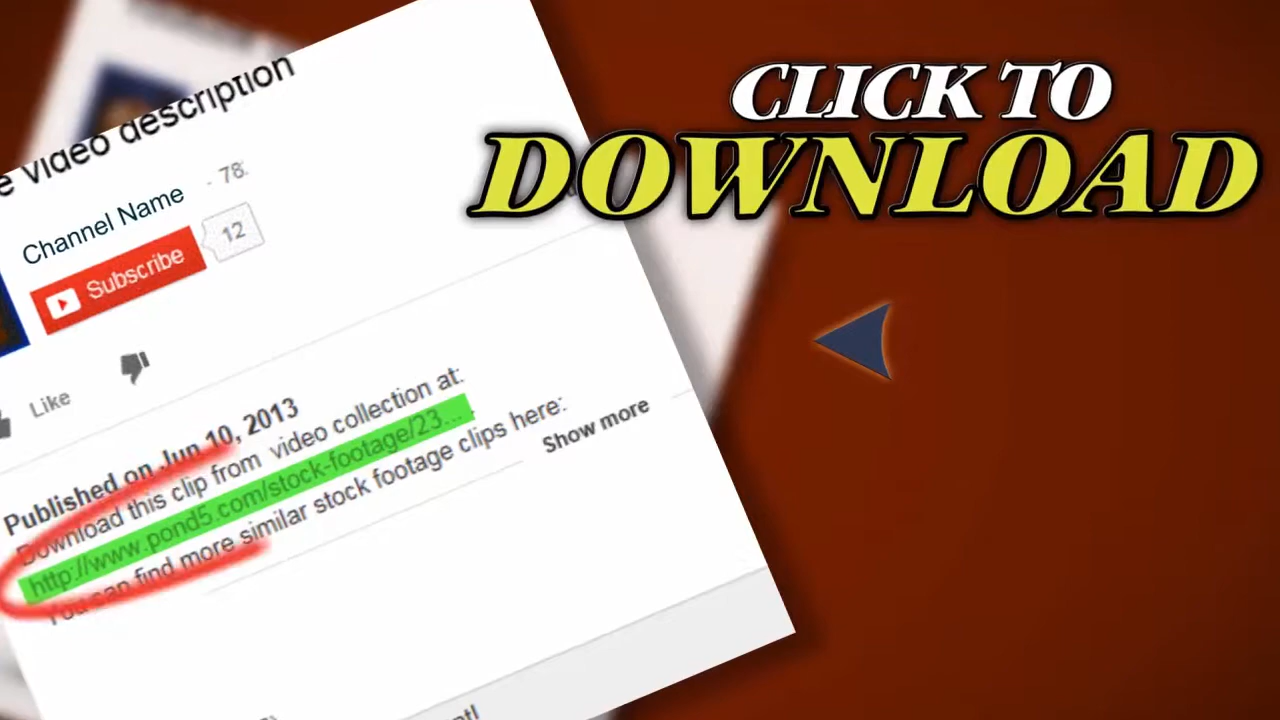 CLICK TO
DOWNLOAD
e video description
Channel Name
- 78
Subscribe
12
Like
Published on Jun 10, 2013
Download this clip from video collection at:
http://www.pond5.com/stock-footage/23...
You can find more similar stock footage clips here:
Show more